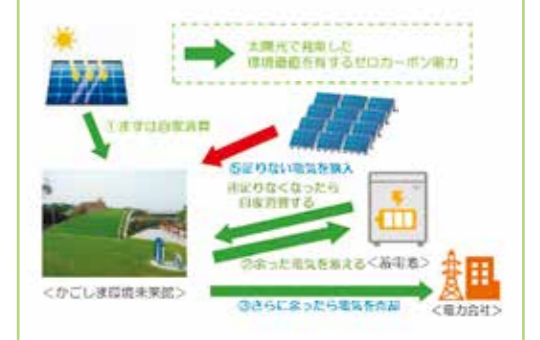 太陽光で発電した
環境価値を有するゼロカーボン電力
①まずは自家消費
⑤足りない電気を購入
④足りなくなったら
自家消費する
②余った電気を蓄える
<蓄電池>
<かごしま環境未来館>
③さらに余ったら電気を売却
<電力会社>